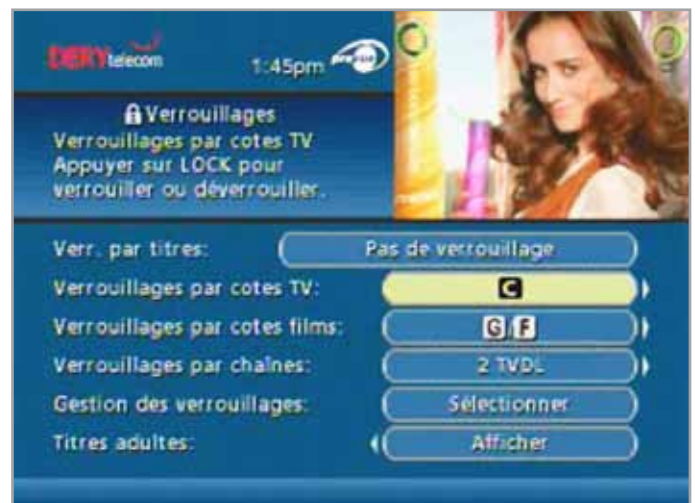 DERYtelecom
1:45pm
prevue
Verrouillages
Verrouillages par cotes TV
Appuyer sur LOCK pour
verrouiller ou déverrouiller.
Verr. par titres: Pas de verrouillage
Verrouillages par cotes TV: C
Verrouillages par cotes films: G/F
Verrouillages par chaînes: 2 TVDL
Gestion des verrouillages: Sélectionner
Titres adultes: Afficher